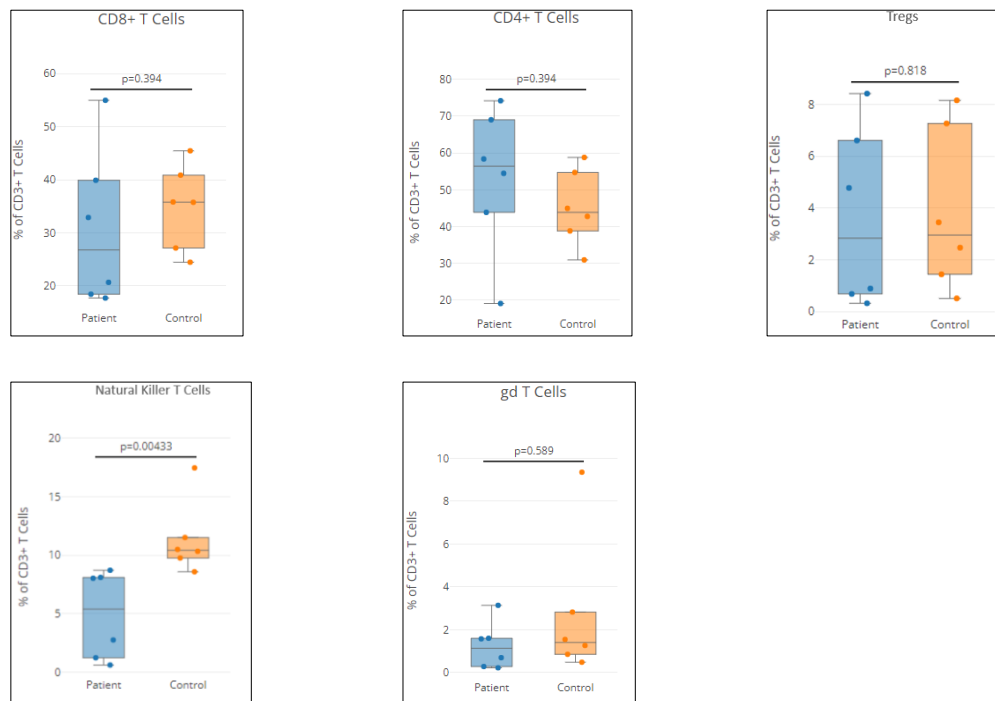 CD8+ T Cells
% of CD3+ T Cells
60
50
40
30
20
p=0.394
Patient
Control
CD4+ T Cells
% of CD3+ T Cells
80
70
60
50
40
30
20
p=0.394
Patient
Control
Tregs
% of CD3+ T Cells
8
6
4
2
0
p=0.818
Patient
Control
Natural Killer T Cells
% of CD3+ T Cells
20
15
10
5
0
p=0.00433
Patient
Control
gd T Cells
% of CD3+ T Cells
10
8
6
4
2
0
p=0.589
Patient
Control